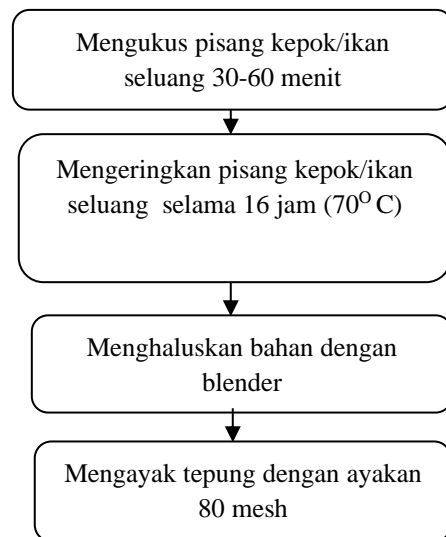 Mengukus pisang kepok/ikan
seluang 30-60 menit
Mengeringkan pisang kepok/ikan
seluang selama 16 jam (70ᴼ C)
Menghaluskan bahan dengan
blender
Mengayak tepung dengan ayakan
80 mesh